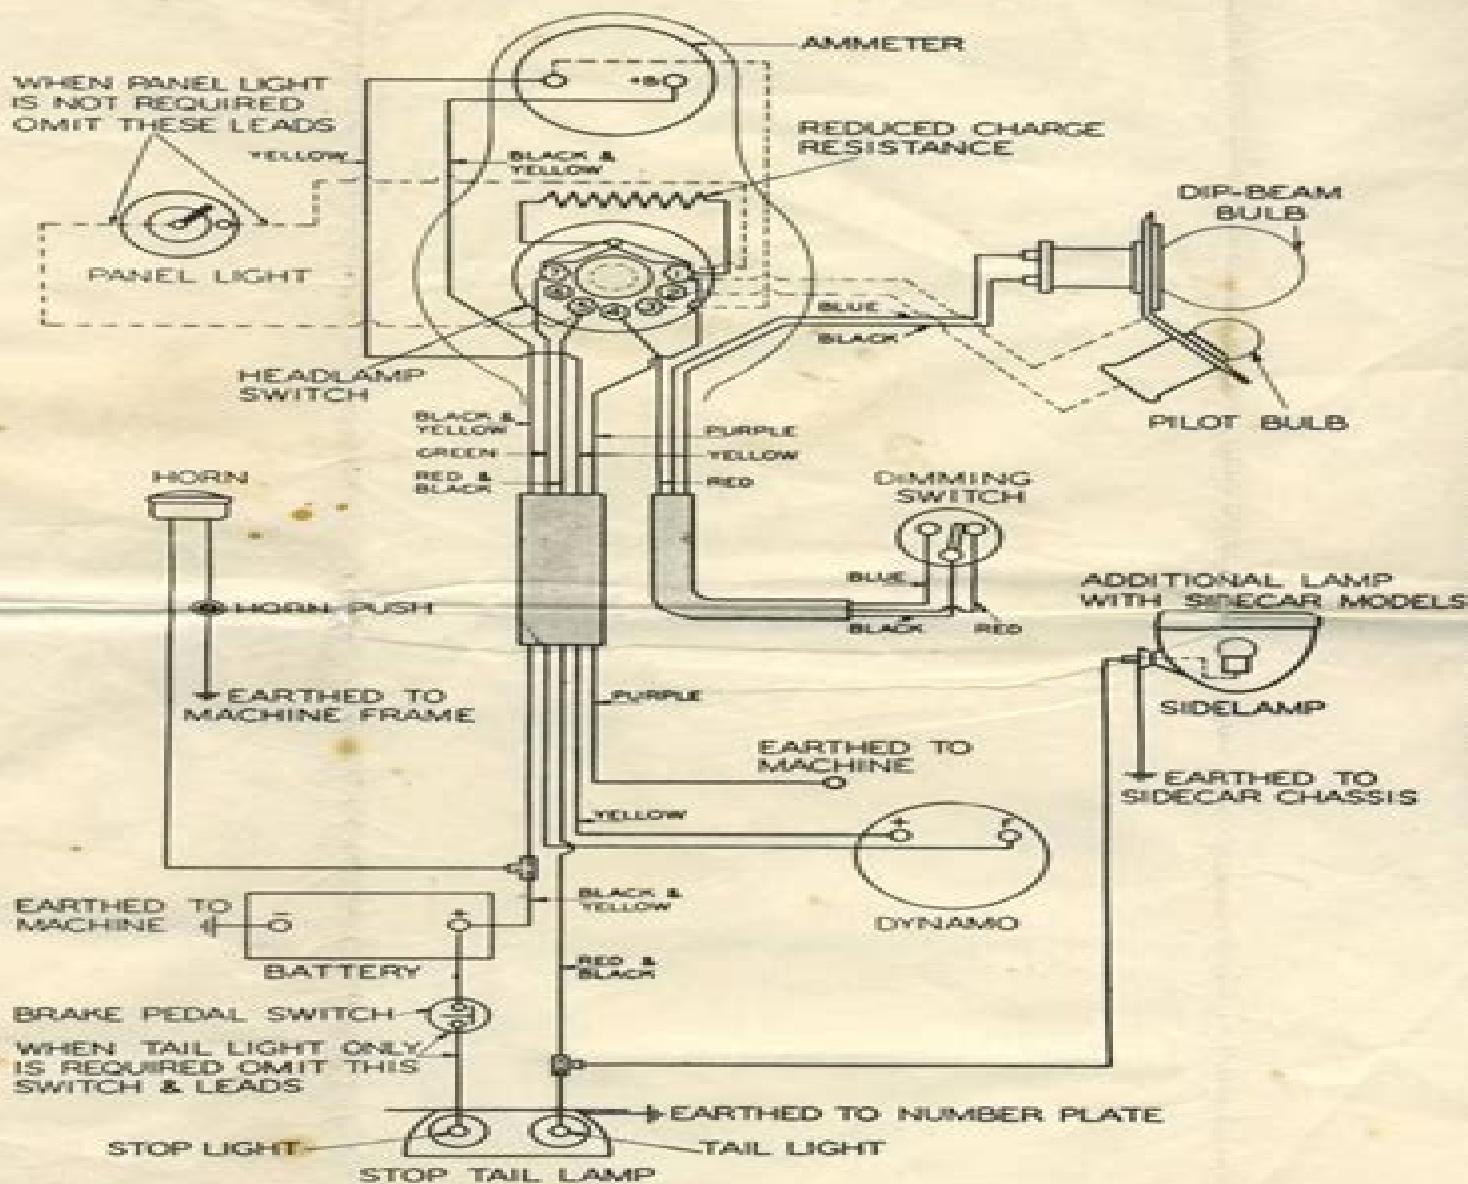 AMMETER
WHEN PANEL LIGHT
IS NOT REQUIRED
OMIT THESE LEADS
+B
REDUCED CHARGE
RESISTANCE
YELLOW
BLACK &
YELLOW
DIP-BEAM
BULB
PANEL LIGHT
BLUE
BLACK
HEADLAMP
SWITCH
PILOT BULB
BLACK &
YELLOW
GREEN
RED &
BLACK
PURPLE
YELLOW
RED
HORN
DIMMING
SWITCH
BLUE
BLACK
RED
ADDITIONAL LAMP
WITH SIDECAR MODELS
HORN PUSH
EARTHED TO
MACHINE FRAME
PURPLE
SIDELAMP
EARTHED TO
MACHINE
EARTHED TO
SIDECAR CHASSIS
YELLOW
+ F
DYNAMO
BLACK &
YELLOW
EARTHED TO
MACHINE
- +
BATTERY
RED &
BLACK
BRAKE PEDAL SWITCH
WHEN TAIL LIGHT ONLY
IS REQUIRED OMIT THIS
SWITCH & LEADS
EARTHED TO NUMBER PLATE
STOP LIGHT
TAIL LIGHT
STOP TAIL LAMP